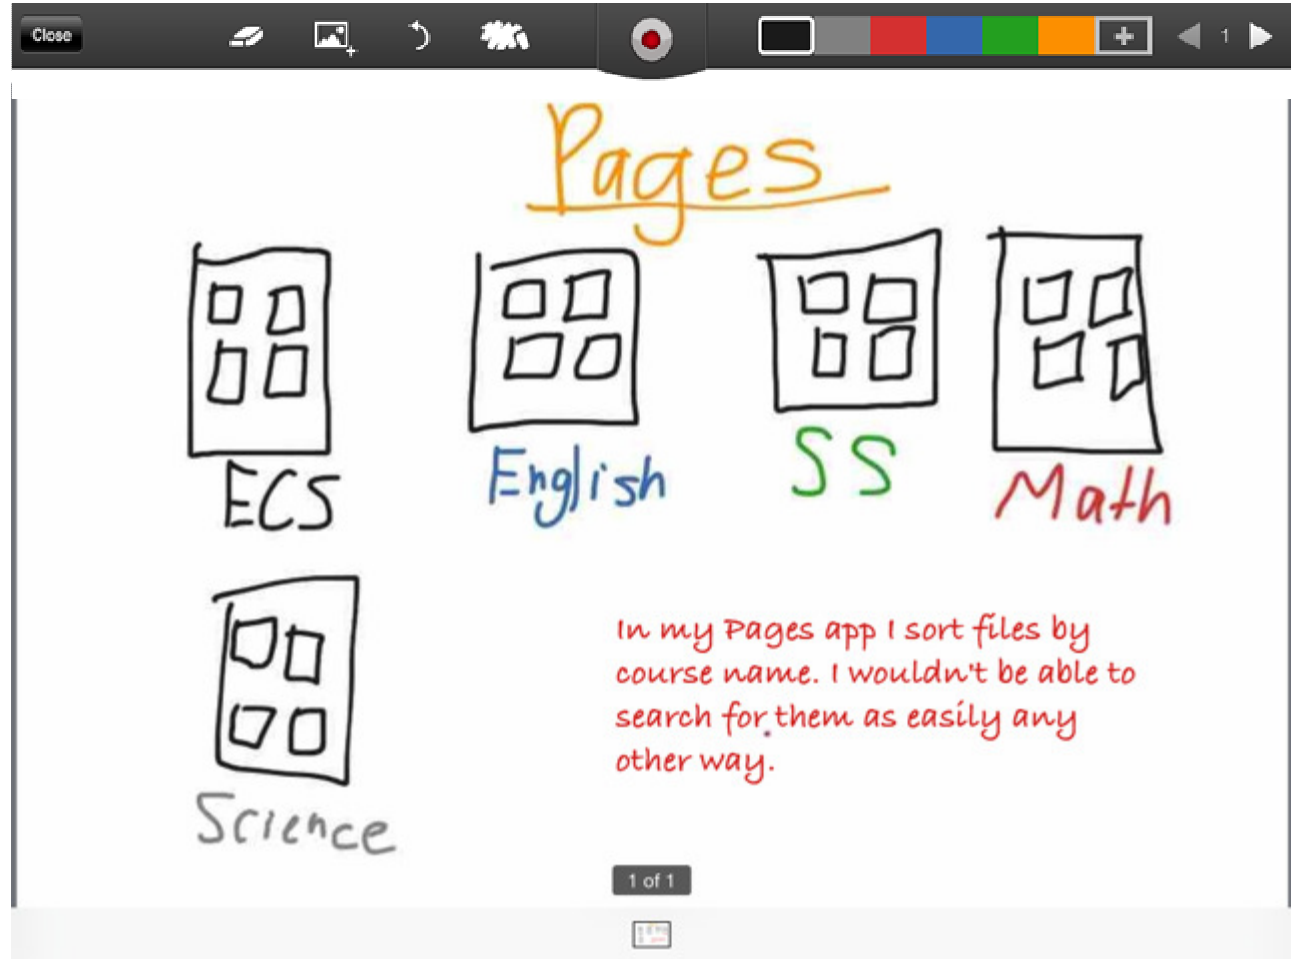 Close
1
Pages
ECS English SS Math
Science
In my Pages app I sort files by
course name. I wouldn't be able to
search for them as easily any
other way.
1 of 1